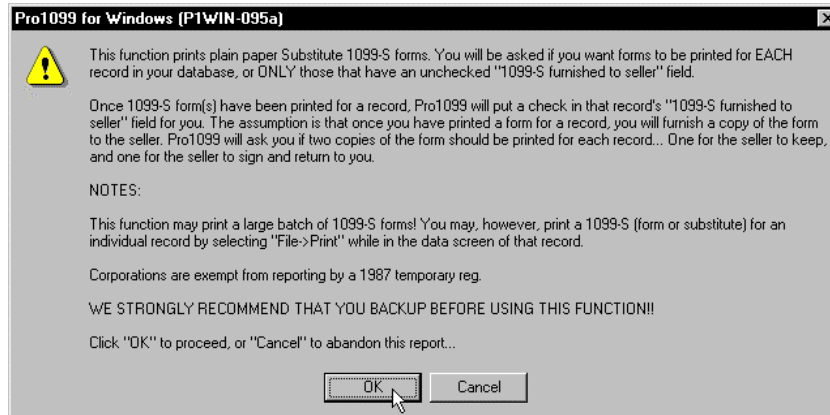 Pro1099 for Windows (P1WIN-095a)
This function prints plain paper Substitute 1099-S forms. You will be asked if you want forms to be printed for EACH
record in your database, or ONLY those that have an unchecked "1099-S furnished to seller" field.
Once 1099-S form(s) have been printed for a record, Pro1099 will put a check in that record's "1099-S furnished to
seller" field for you. The assumption is that once you have printed a form for a record, you will furnish a copy of the form
to the seller. Pro1099 will ask you if two copies of the form should be printed for each record... One for the seller to keep,
and one for the seller to sign and return to you.
NOTES:
This function may print a large batch of 1099-S forms! You may, however, print a 1099-S (form or substitute) for an
individual record by selecting "File->Print" while in the data screen of that record.
Corporations are exempt from reporting by a 1987 temporary reg.
WE STRONGLY RECOMMEND THAT YOU BACKUP BEFORE USING THIS FUNCTION!!
Click "OK" to proceed, or "Cancel" to abandon this report...
OK Cancel